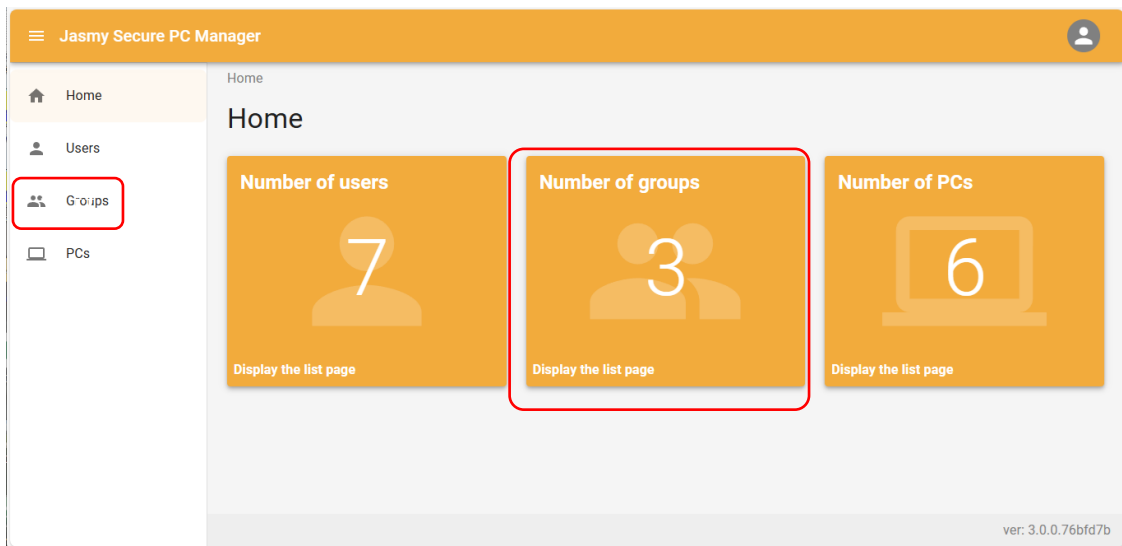 Jasmy Secure PC Manager
Home
Users
Groups
PCs
Home
Home
Number of users
7
Display the list page
Number of groups
3
Display the list page
Number of PCs
6
Display the list page
ver: 3.0.0.76bfd7b